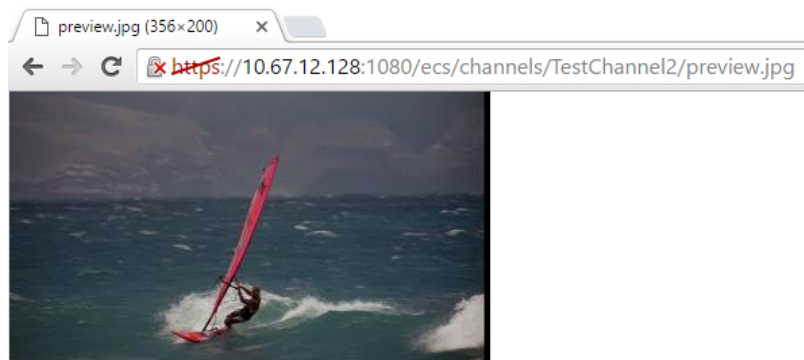 preview.jpg (356×200)
https://10.67.12.128:1080/ecs/channels/TestChannel2/preview.jpg